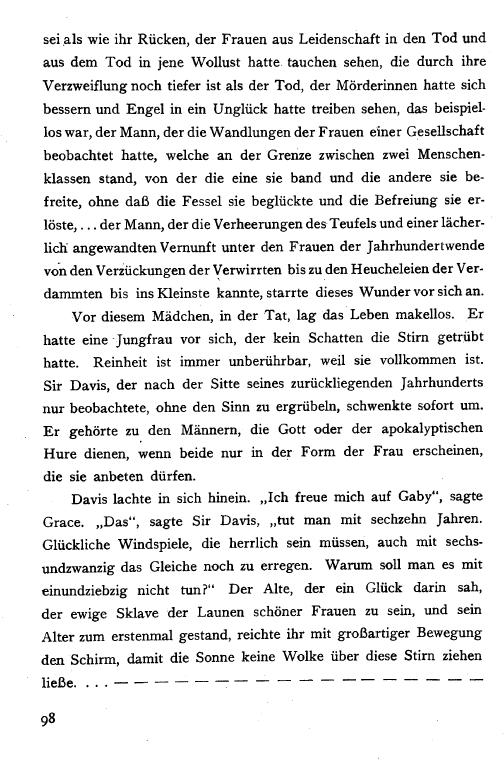 sei als wie ihr Rücken, der Frauen aus Leidenschaft in den Tod und
aus dem Tod in jene Wollust hatte tauchen sehen, die durch ihre
Verzweiflung noch tiefer ist als der Tod, der Mörderinnen hatte sich
bessern und Engel in ein Unglück hatte treiben sehen, das beispiel-
los war, der Mann, der die Wandlungen der Frauen einer Gesellschaft
beobachtet hatte, welche an der Grenze zwischen zwei Menschen-
klassen stand, von der die eine sie band und die andere sie be-
freite, ohne daß die Fessel sie beglückte und die Befreiung sie er-
löste, ... der Mann, der die Verheerungen des Teufels und einer lächer-
lich angewandten Vernunft unter den Frauen der Jahrhundertwende
von den Verzückungen der Verwirrten bis zu den Heucheleien der Ver-
dammten bis ins Kleinste kannte, starrte dieses Wunder vor sich an.
Vor diesem Mädchen, in der Tat, lag das Leben makellos. Er
hatte eine Jungfrau vor sich, der kein Schatten die Stirn getrübt
hatte. Reinheit ist immer unberührbar, weil sie vollkommen ist.
Sir Davis, der nach der Sitte seines zurückliegenden Jahrhunderts
nur beobachtete, ohne den Sinn zu ergrübeln, schwenkte sofort um.
Er gehörte zu den Männern, die Gott oder der apokalyptischen
Hure dienen, wenn beide nur in der Form der Frau erscheinen,
die sie anbeten dürfen.
Davis lachte in sich hinein. „Ich freue mich auf Gaby“, sagte
Grace. „Das“, sagte Sir Davis, „tut man mit sechzehn Jahren.
Glückliche Windspiele, die herrlich sein müssen, auch mit sechs-
undzwanzig das Gleiche noch zu erregen. Warum soll man es mit
einundziebzig nicht tun?“ Der Alte, der ein Glück darin sah,
der ewige Sklave der Launen schöner Frauen zu sein, und sein
Alter zum erstenmal gestand, reichte ihr mit großartiger Bewegung
den Schirm, damit die Sonne keine Wolke über diese Stirn ziehen
ließe. . . . — — — — — — — — — — — — — — — — — —
98